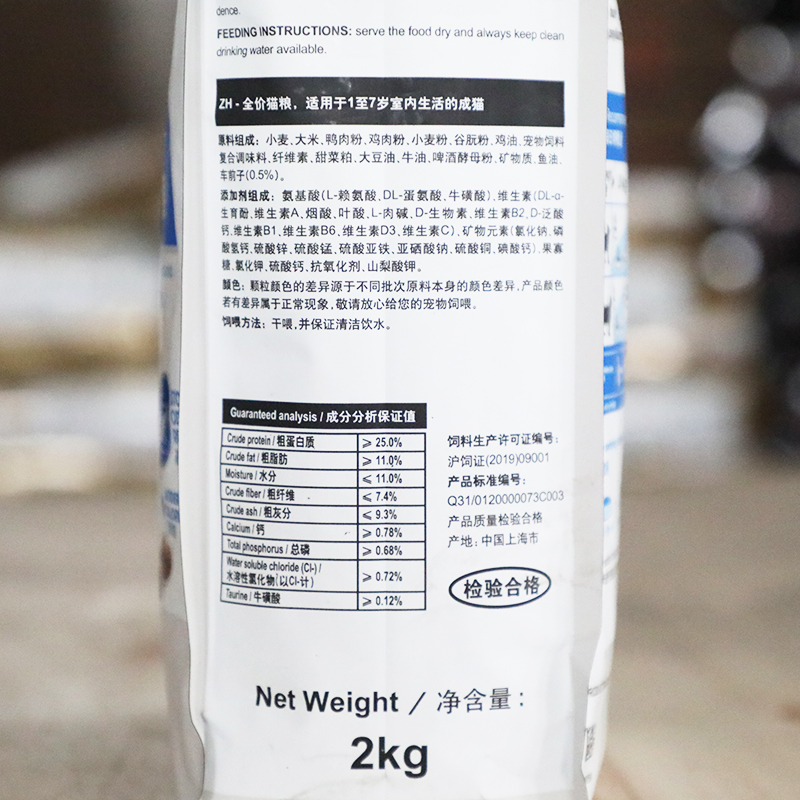 dence.
FEEDING INSTRUCTIONS: serve the food dry and always keep clean
drinking water available.
ZH - 全价猫粮，适用于1至7岁室内生活的成猫
原料组成：小麦、大米、鸭肉粉、鸡肉粉、小麦粉、谷朊粉、鸡油、宠物饲料
复合调味料、纤维素、甜菜粕、大豆油、牛油、啤酒酵母粉、矿物质、鱼油、
车前子(0.5%)。
添加剂组成：氨基酸(L-赖氨酸、DL-蛋氨酸、牛磺酸)、维生素(DL-α-
生育酚、维生素A、烟酸、叶酸、L-肉碱、D-生物素、维生素B2、D-泛酸
钙、维生素B1、维生素B6、维生素D3、维生素C)、矿物元素(氯化钠、磷
酸氢钙、硫酸锌、硫酸锰、硫酸亚铁、亚硒酸钠、硫酸铜、碘酸钙)、果寡
糖、氯化钾、硫酸钙、抗氧化剂、山梨酸钾。
颜色：颗粒颜色的差异源于不同批次原料本身的颜色差异，产品颜色
若有差异属于正常现象，敬请放心给您的宠物饲喂。
饲喂方法：干喂，并保证清洁饮水。
Guaranteed analysis / 成分分析保证值
Crude protein / 粗蛋白质 ⩾ 25.0%
Crude fat / 粗脂肪 ⩾ 11.0%
Moisture / 水分 ⩽ 11.0%
Crude fiber / 粗纤维 ⩽ 7.4%
Crude ash / 粗灰分 ⩽ 9.3%
Calcium / 钙 ⩾ 0.78%
Total phosphorus / 总磷 ⩾ 0.68%
Water soluble chloride (Cl-) /
水溶性氯化物(以Cl-计) ⩾ 0.72%
Taurine / 牛磺酸 ⩾ 0.12%
饲料生产许可证编号：
沪饲证(2019)09001
产品标准编号：
Q31/0120000073C003
产品质量检验合格
产地：中国上海市
检验合格
Net Weight / 净含量：
2kg